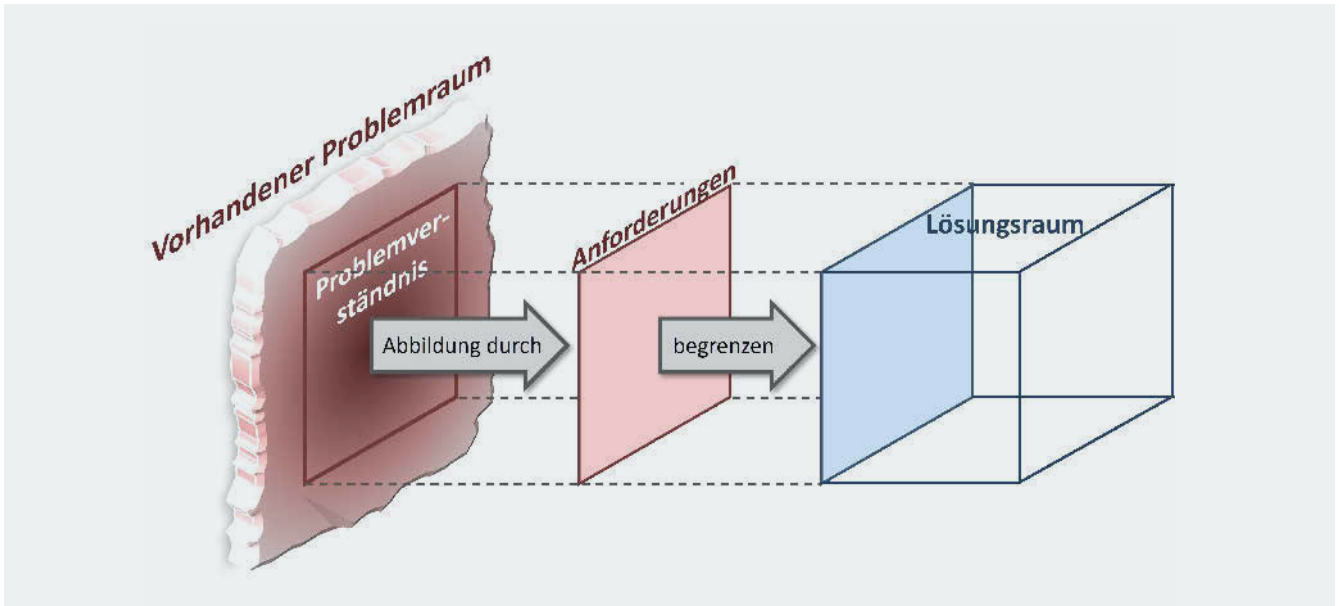 Vorhandener Problemraum
Problemver-
ständnis
Abbildung durch
Anforderungen
begrenzen
Lösungsraum